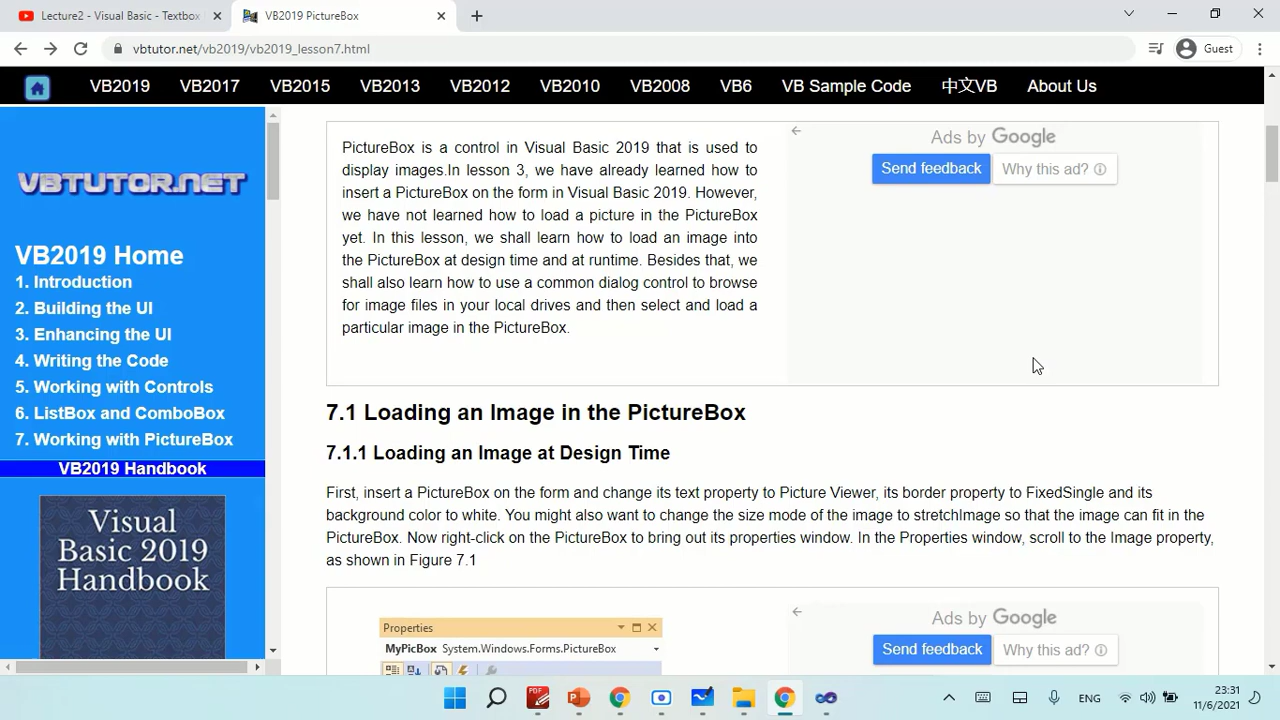 Lecture2 - Visual Basic - Textbox
VB2019 PictureBox
vbtutor.net/vb2019/vb2019_lesson7.html
Guest
VB2019 VB2017 VB2015 VB2013 VB2012 VB2010 VB2008 VB6 VB Sample Code 中文VB About Us
VBTUTOR.NET
VB2019 Home
1. Introduction
2. Building the UI
3. Enhancing the UI
4. Writing the Code
5. Working with Controls
6. ListBox and ComboBox
7. Working with PictureBox
VB2019 Handbook
Visual
Basic 2019
Handbook
PictureBox is a control in Visual Basic 2019 that is used to
display images.In lesson 3, we have already learned how to
insert a PictureBox on the form in Visual Basic 2019. However,
we have not learned how to load a picture in the PictureBox
yet. In this lesson, we shall learn how to load an image into
the PictureBox at design time and at runtime. Besides that, we
shall also learn how to use a common dialog control to browse
for image files in your local drives and then select and load a
particular image in the PictureBox.
Ads by Google
Send feedback Why this ad?
7.1 Loading an Image in the PictureBox
7.1.1 Loading an Image at Design Time
First, insert a PictureBox on the form and change its text property to Picture Viewer, its border property to FixedSingle and its
background color to white. You might also want to change the size mode of the image to stretchImage so that the image can fit in the
PictureBox. Now right-click on the PictureBox to bring out its properties window. In the Properties window, scroll to the Image property,
as shown in Figure 7.1
Properties
MyPicBox System.Windows.Forms.PictureBox
Ads by Google
Send feedback Why this ad?
ENG
23:31
11/6/2021